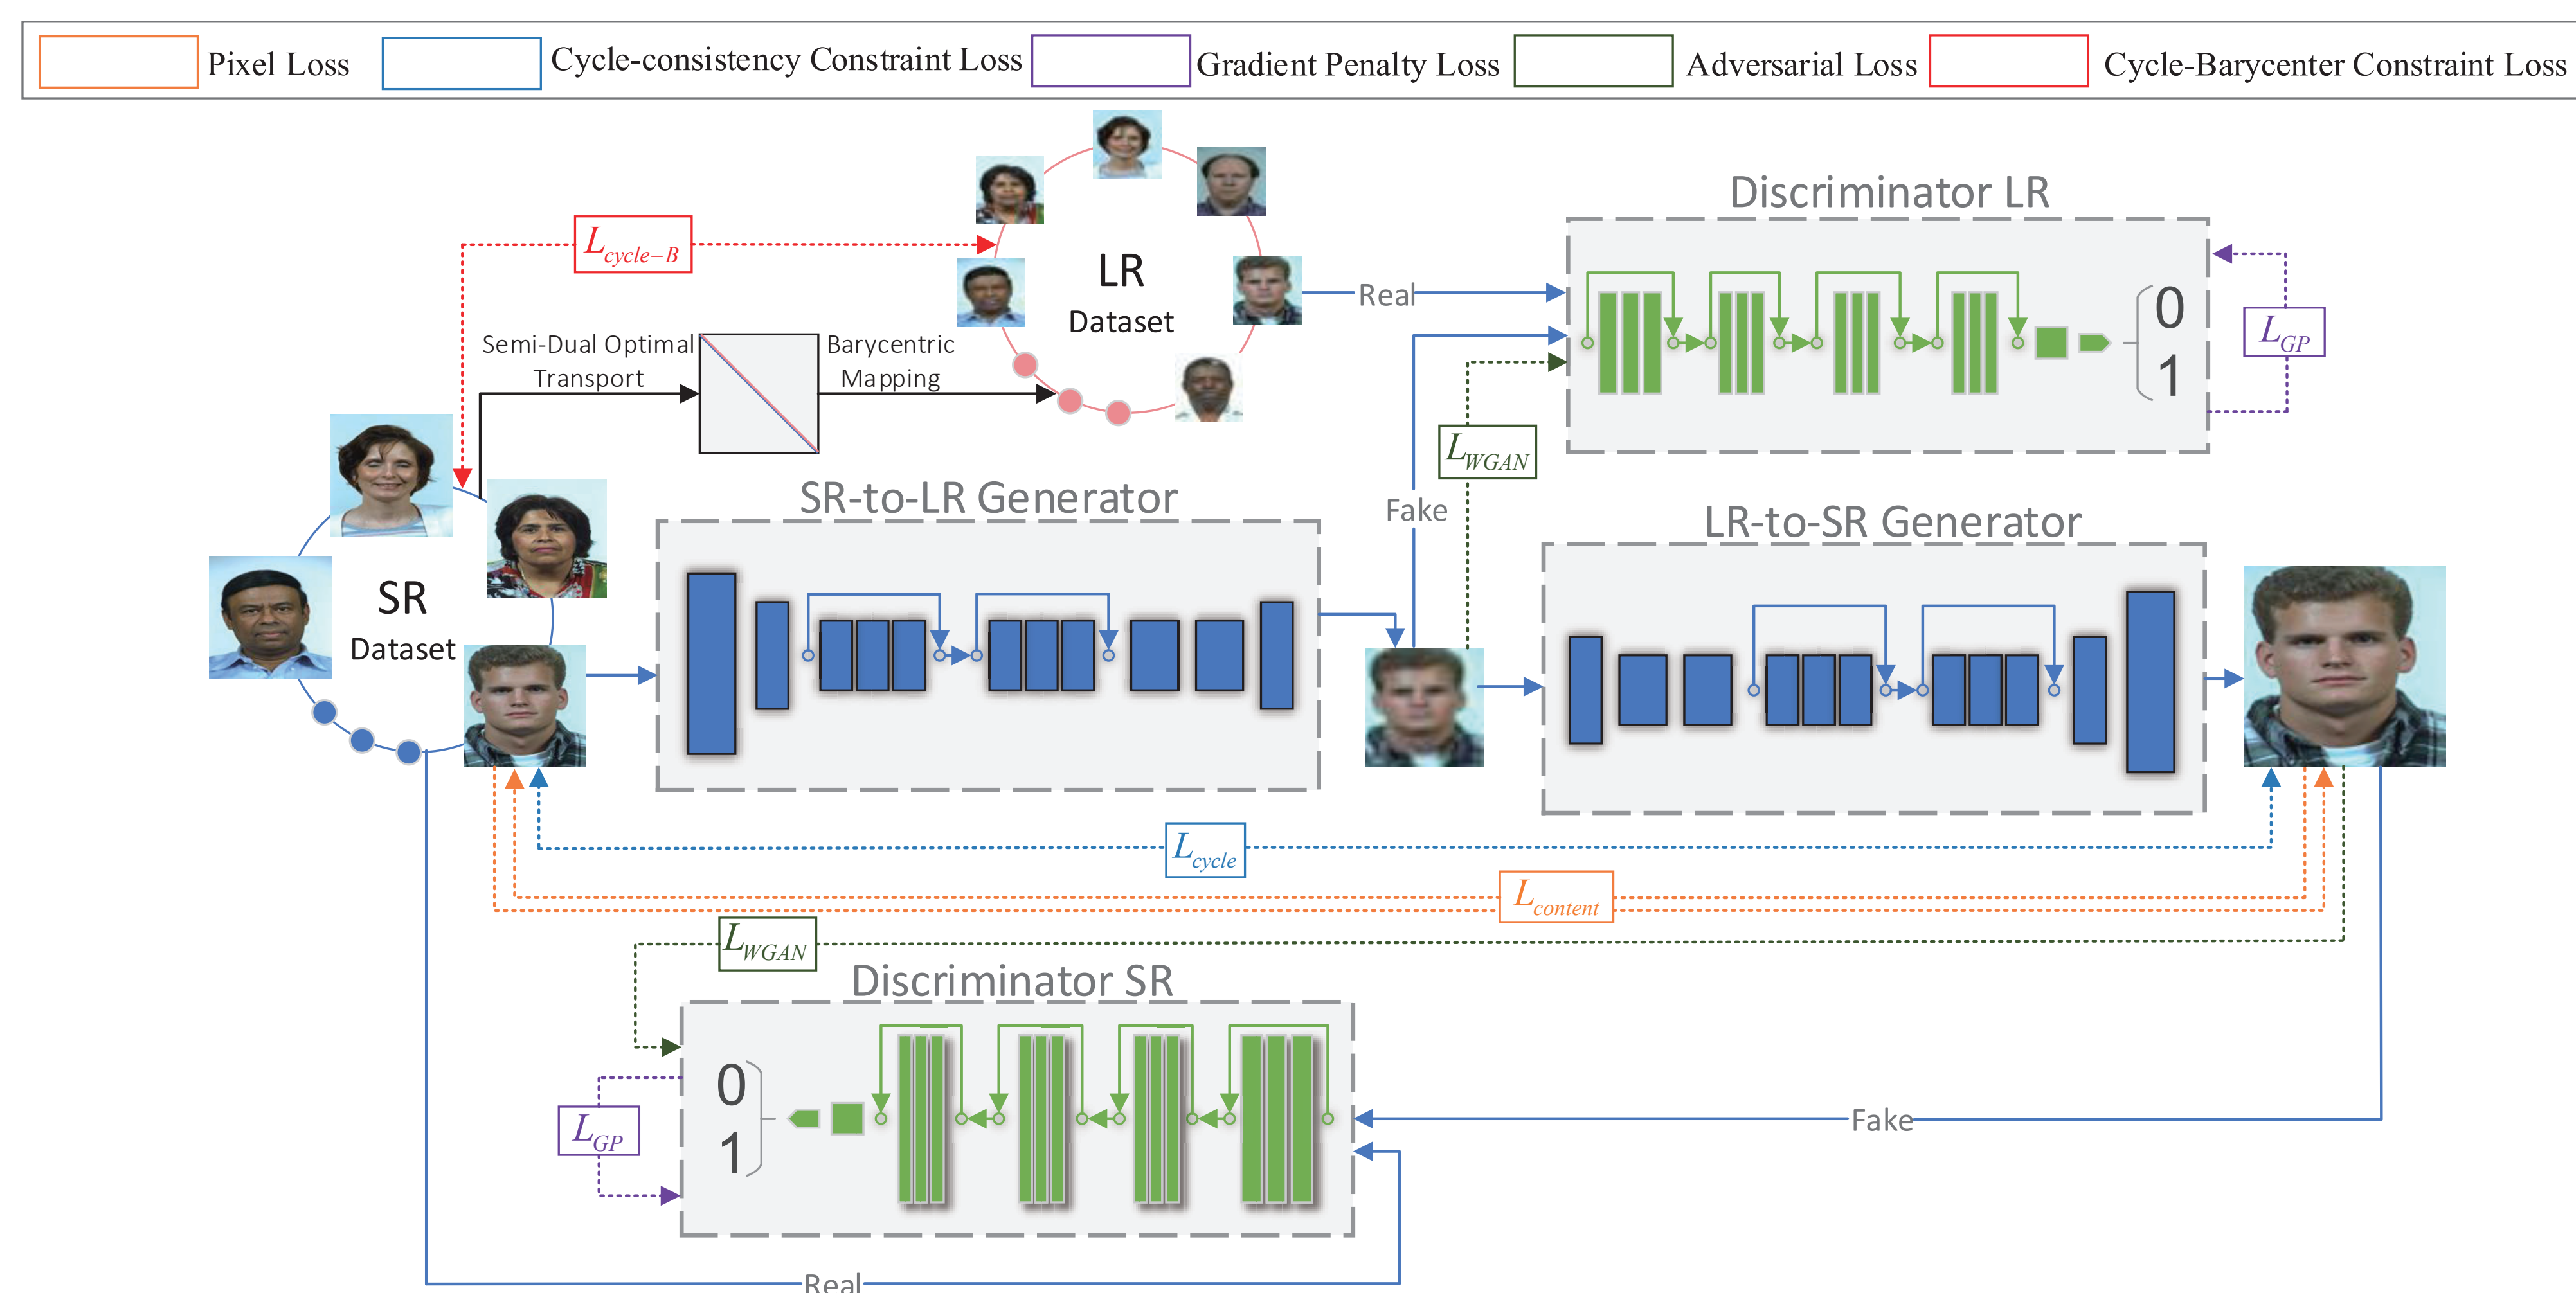 Pixel Loss
Cycle-consistency Constraint Loss
Gradient Penalty Loss
Adversarial Loss
Cycle-Barycenter Constraint Loss
Discriminator LR
L_cycle−B
LR
Dataset
Real
0
1
L_GP
Semi-Dual Optimal
Transport
Barycentric
Mapping
L_WGAN
Fake
SR-to-LR Generator
LR-to-SR Generator
SR
Dataset
L_cycle
L_content
L_WGAN
Discriminator SR
0
1
L_GP
Fake
Real